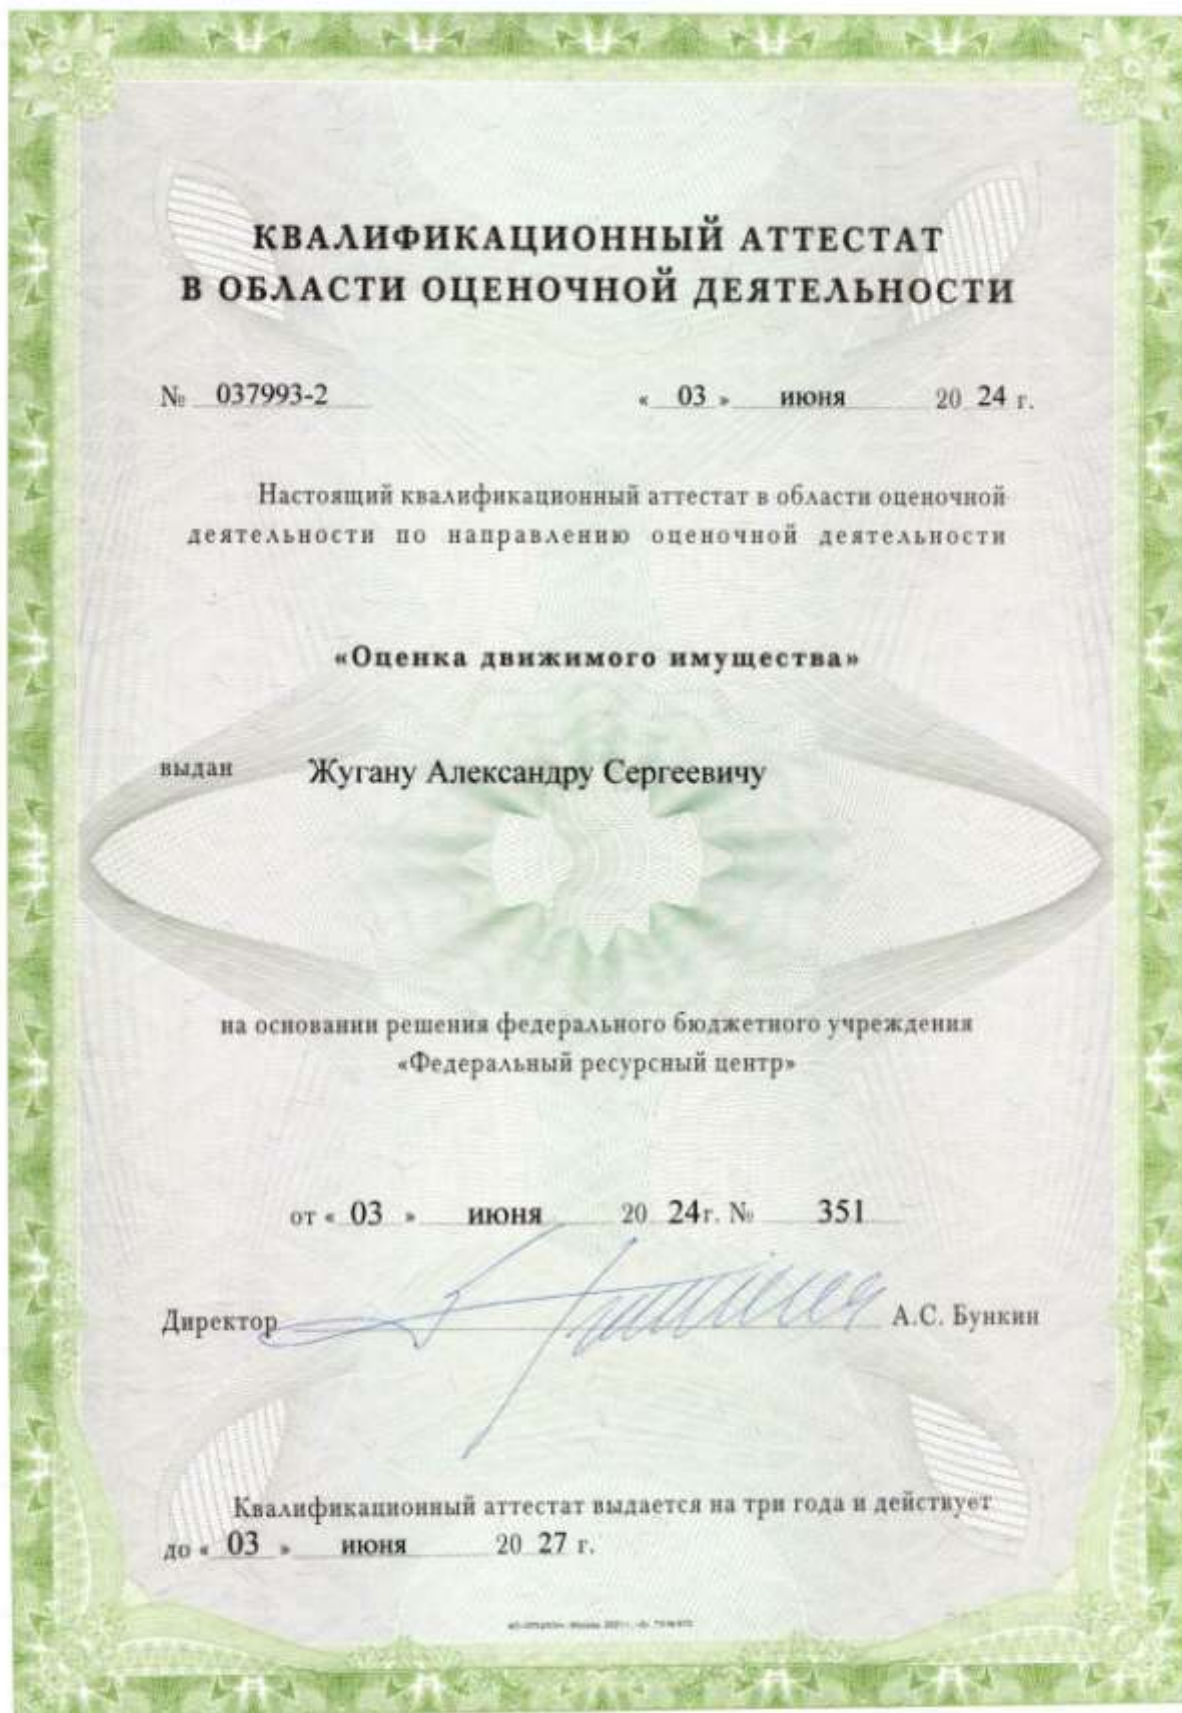 КВАЛИФИКАЦИОННЫЙ АТТЕСТАТ
В ОБЛАСТИ ОЦЕНОЧНОЙ ДЕЯТЕЛЬНОСТИ
№ 037993-2 « 03 » июня 20 24 г.
Настоящий квалификационный аттестат в области оценочной
деятельности по направлению оценочной деятельности
«Оценка движимого имущества»
выдан Жугану Александру Сергеевичу
на основании решения федерального бюджетного учреждения
«Федеральный ресурсный центр»
от « 03 » июня 20 24г. № 351
Директор А.С. Бункин
Квалификационный аттестат выдается на три года и действует
до « 03 » июня 20 27 г.